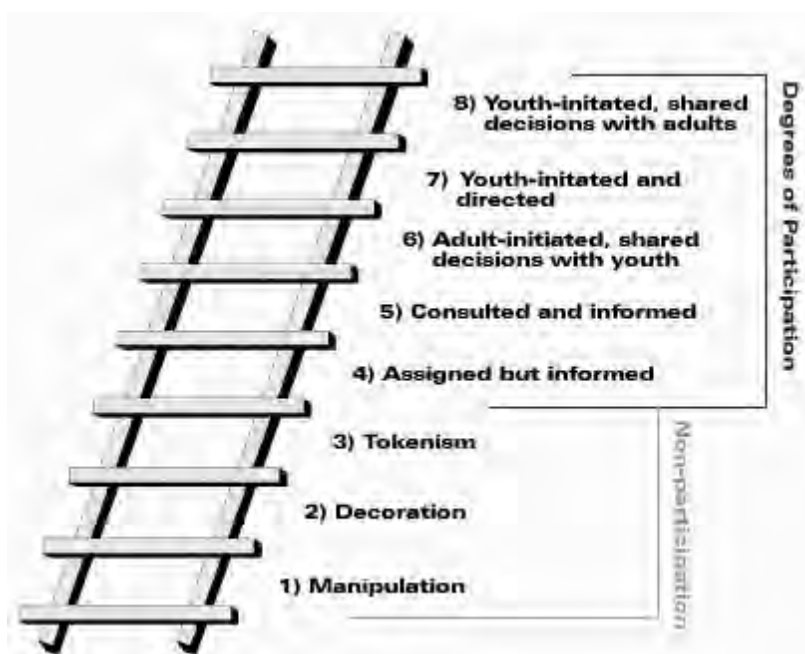 8) Youth-initated, shared
decisions with adults
7) Youth-initated and
directed
6) Adult-initiated, shared
decisions with youth
5) Consulted and informed
4) Assigned but informed
3) Tokenism
2) Decoration
1) Manipulation
Degrees of Participation
Non-participation